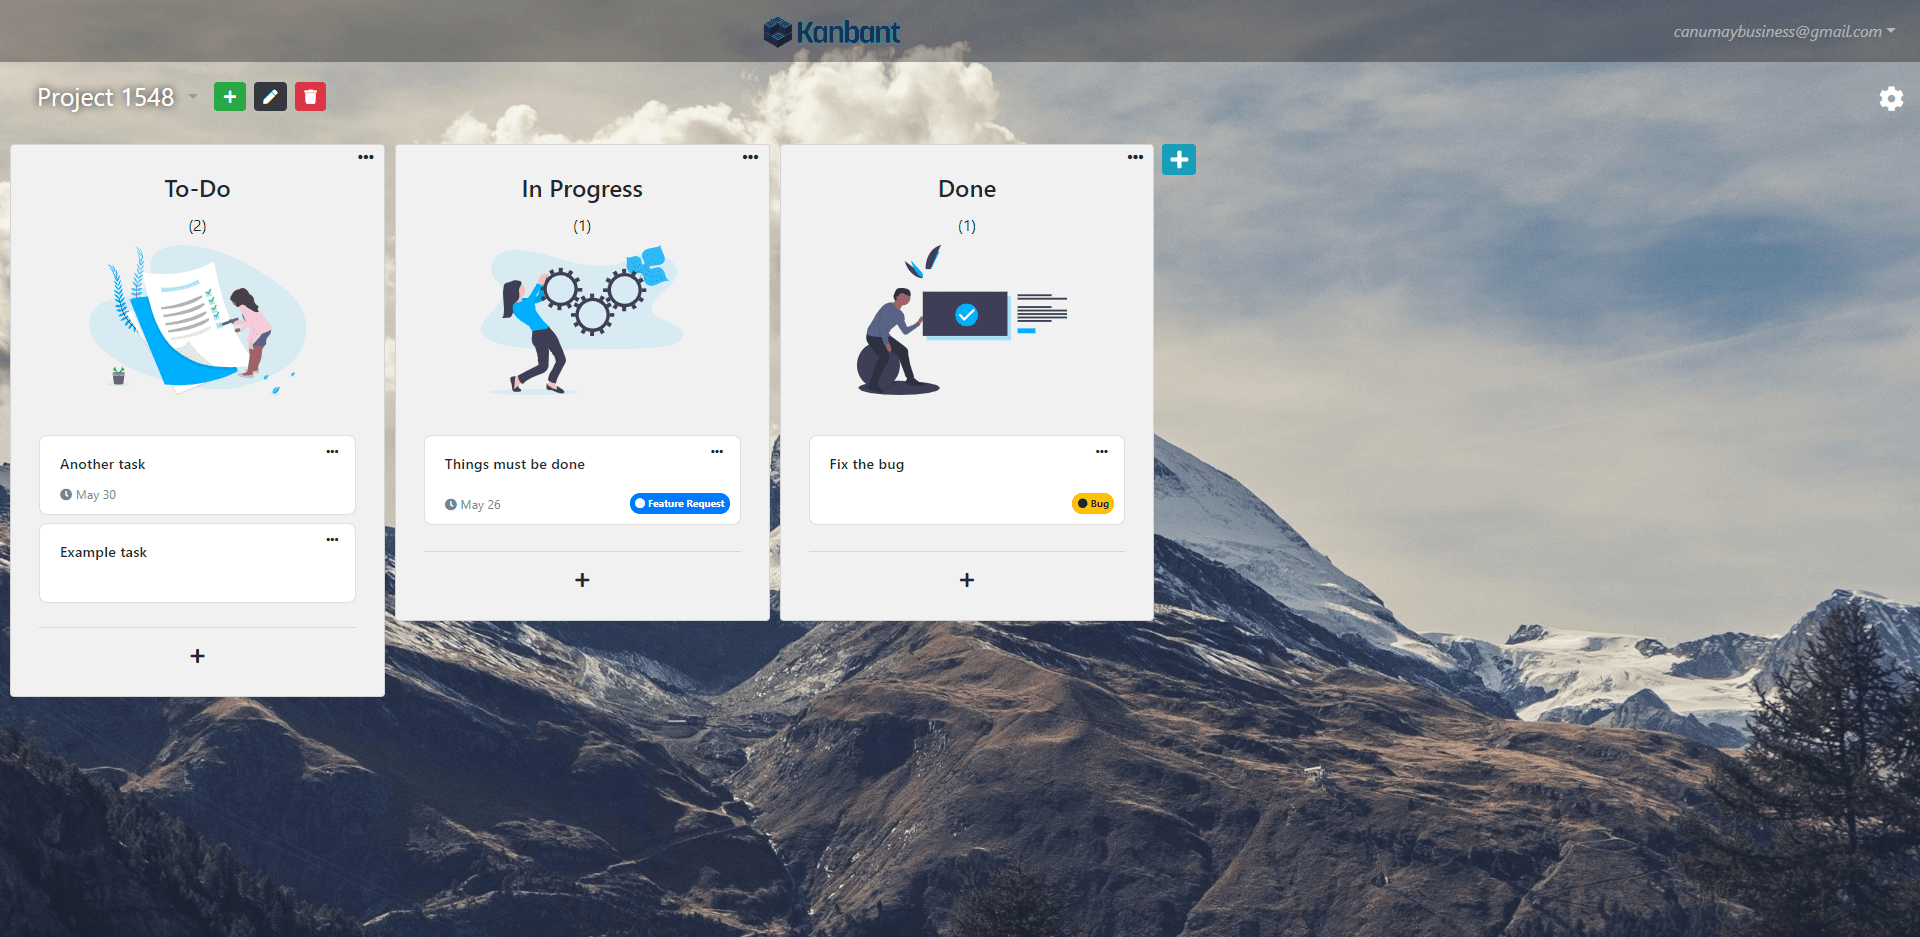 Kanbant
canumaybusiness@gmail.com
Project 1548
To-Do
(2)
Another task
May 30
Example task
In Progress
(1)
Things must be done
May 26
Feature Request
Done
(1)
Fix the bug
Bug